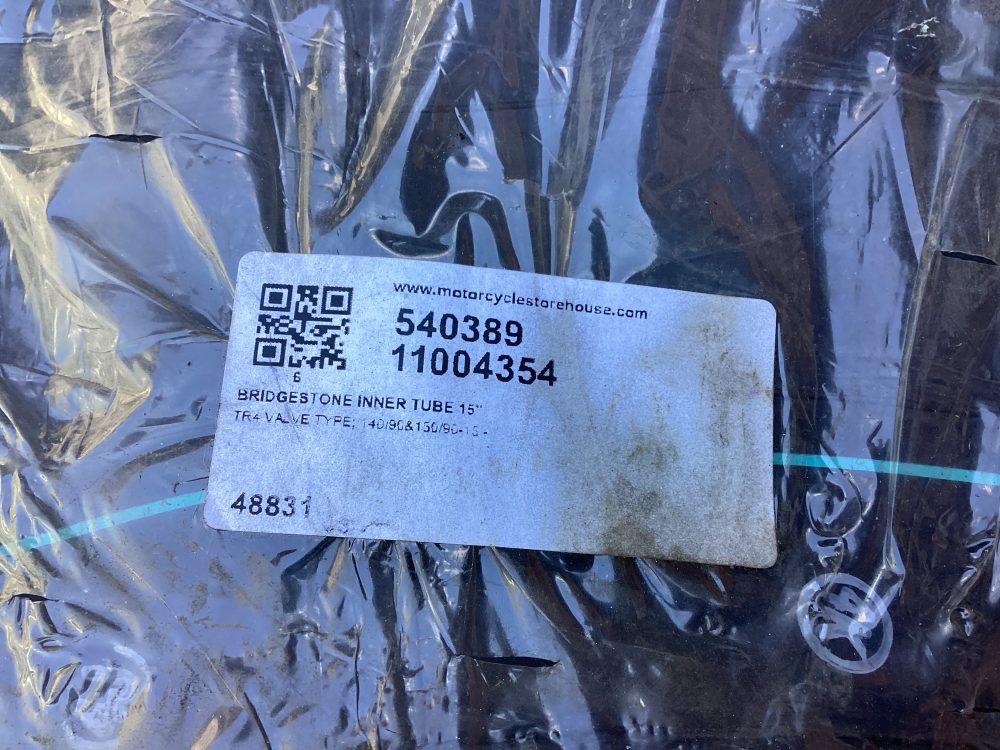 www.motorcyclestorehouse.com
540389
11004354
6
BRIDGESTONE INNER TUBE 15"
TR4 VALVE TYPE; 140/90&150/90-15 -
48831